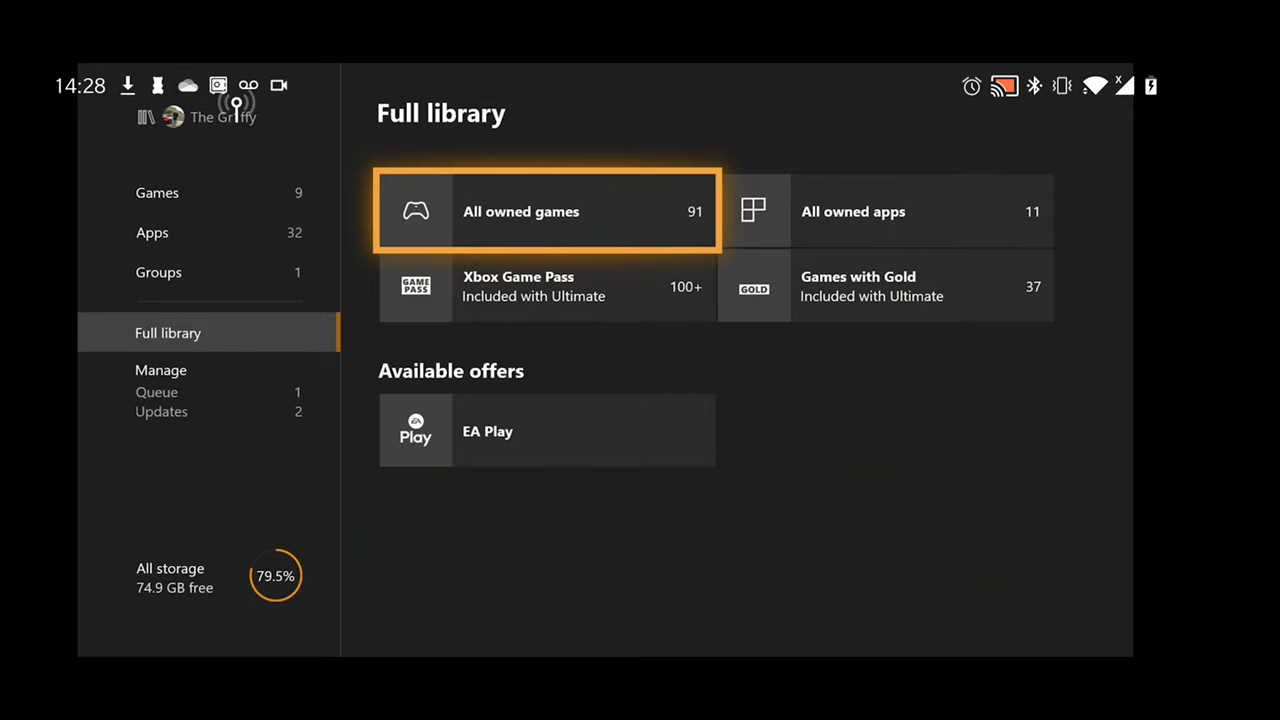 14:28
The Griffy
Games 9
Apps 32
Groups 1
Full library
Manage
Queue 1
Updates 2
All storage
74.9 GB free
79.5%
Full library
All owned games 91
All owned apps 11
GAME PASS
Xbox Game Pass
Included with Ultimate
100+
GOLD
Games with Gold
Included with Ultimate
37
Available offers
EA
Play
EA Play
X